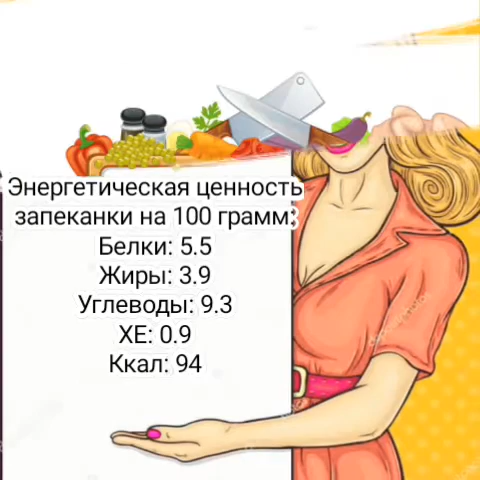 Энергетическая ценность
запеканки на 100 грамм:
Белки: 5.5
Жиры: 3.9
Углеводы: 9.3
ХЕ: 0.9
Ккал: 94